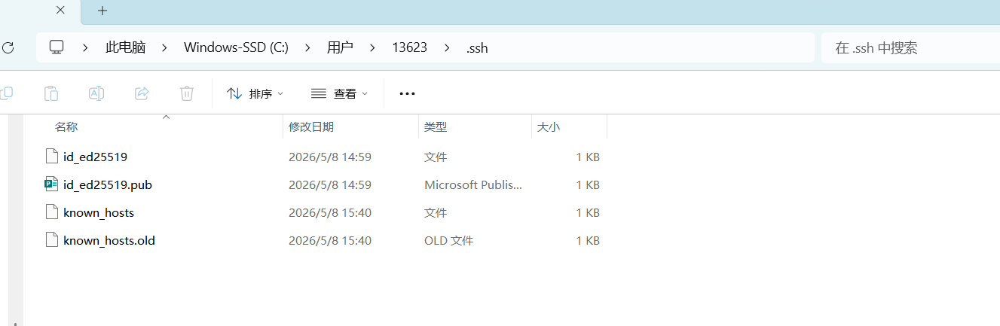 此电脑 Windows-SSD (C:) 用户 13623 .ssh 在 .ssh 中搜索
排序 查看
名称 修改日期 类型 大小
id_ed25519 2026/5/8 14:59 文件 1 KB
id_ed25519.pub 2026/5/8 14:59 Microsoft Publis... 1 KB
known_hosts 2026/5/8 15:40 文件 1 KB
known_hosts.old 2026/5/8 15:40 OLD 文件 1 KB